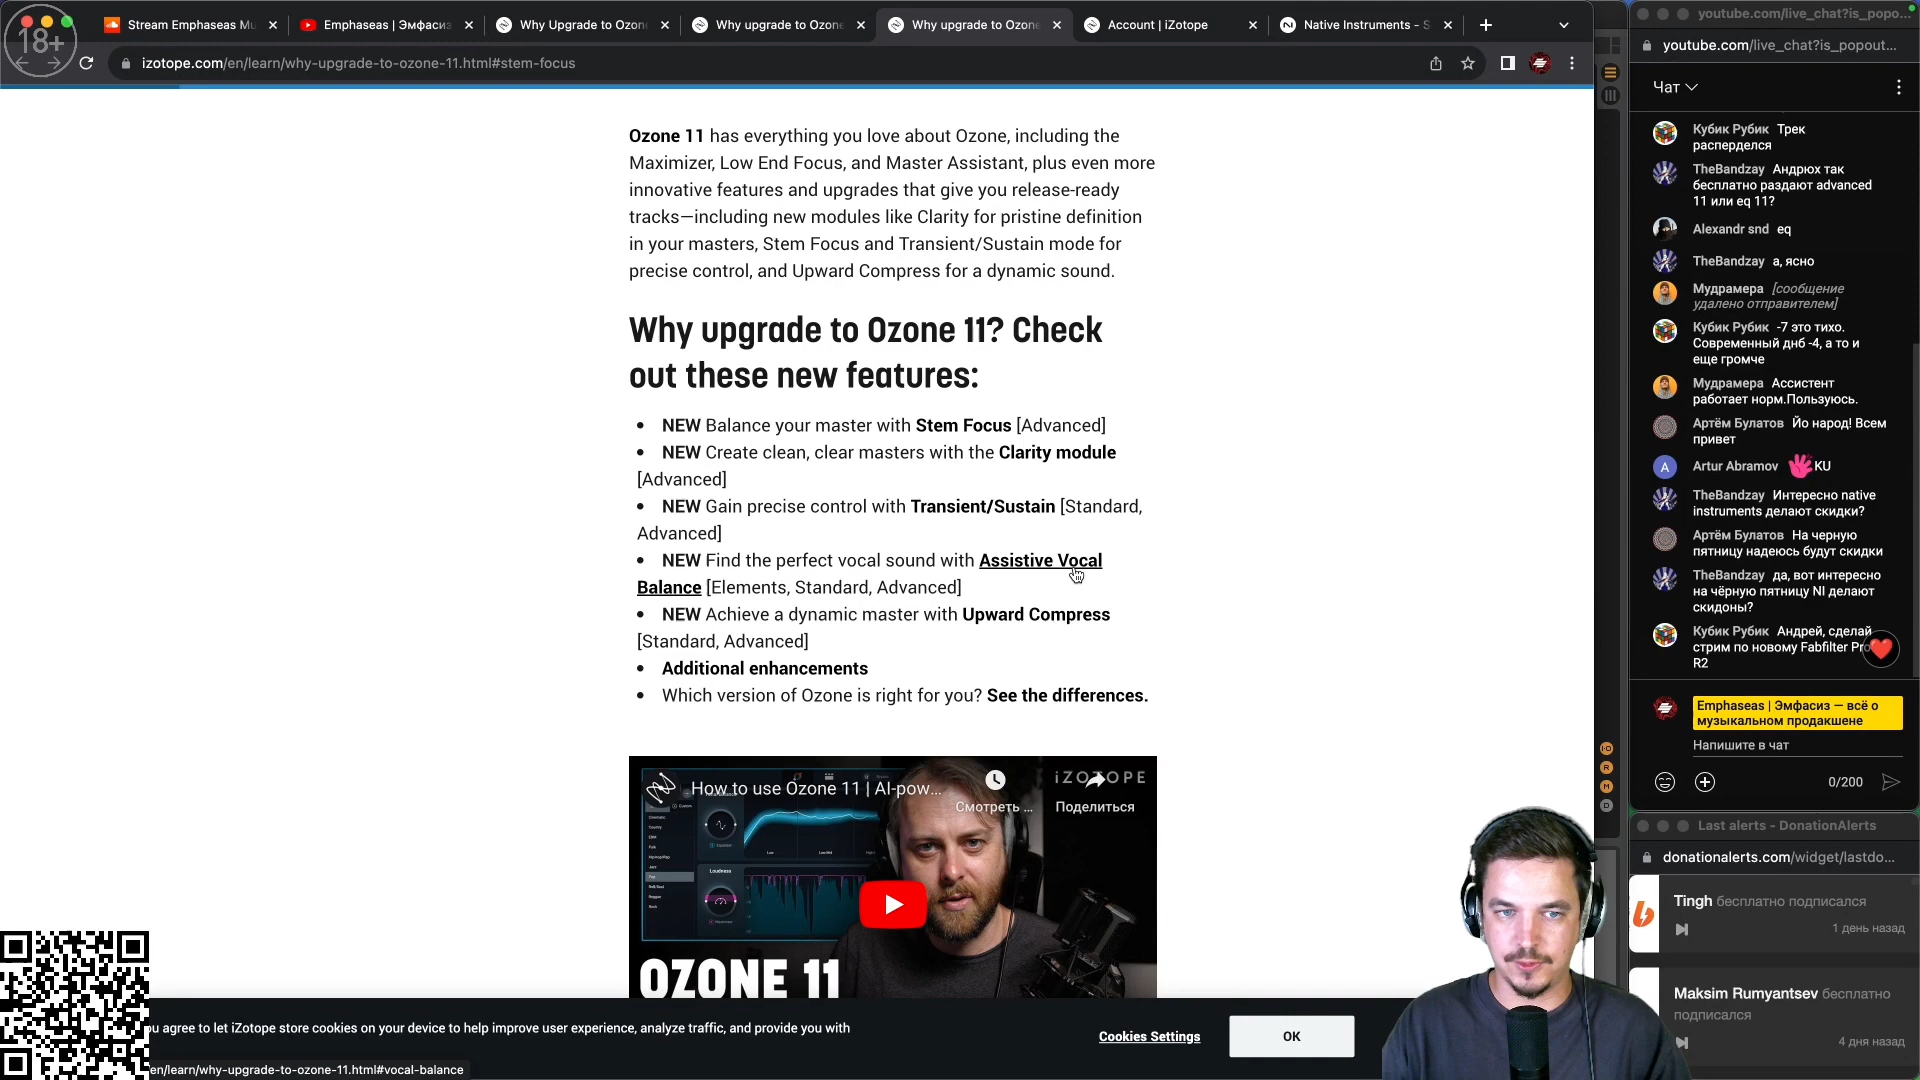 18+
Stream Emphaseas Mu
Emphaseas | Эмфасиз
Why Upgrade to Ozon
Why upgrade to Ozone
Why upgrade to Ozone
Account | iZotope
Native Instruments - S
izotope.com/en/learn/why-upgrade-to-ozone-11.html#stem-focus
Ozone 11 has everything you love about Ozone, including the
Maximizer, Low End Focus, and Master Assistant, plus even more
innovative features and upgrades that give you release-ready
tracks—including new modules like Clarity for pristine definition
in your masters, Stem Focus and Transient/Sustain mode for
precise control, and Upward Compress for a dynamic sound.
Why upgrade to Ozone 11? Check
out these new features:
• NEW Balance your master with Stem Focus [Advanced]
• NEW Create clean, clear masters with the Clarity module
[Advanced]
• NEW Gain precise control with Transient/Sustain [Standard,
Advanced]
• NEW Find the perfect vocal sound with Assistive Vocal
Balance [Elements, Standard, Advanced]
• NEW Achieve a dynamic master with Upward Compress
[Standard, Advanced]
• Additional enhancements
• Which version of Ozone is right for you? See the differences.
How to use Ozone 11 | AI-pow...
Смотреть ...
Поделиться
iZOTOPE
Loudness
OZONE 11
ou agree to let iZotope store cookies on your device to help improve user experience, analyze traffic, and provide you with
Cookies Settings
OK
en/learn/why-upgrade-to-ozone-11.html#vocal-balance
youtube.com/live_chat?is_popo...
youtube.com/live_chat?is_popout...
Чат
Кубик Рубик Трек
расперделся
TheBandzay Андрюх так
бесплатно раздают advanced
11 или eq 11?
Alexandr snd eq
TheBandzay а, ясно
Мудрамера [сообщение
удалено отправителем]
Кубик Рубик -7 это тихо.
Современный днб -4, а то и
еще громче
Мудрамера Ассистент
работает норм.Пользуюсь.
Артём Булатов Йо народ! Всем
привет
A
Artur Abramov KU
TheBandzay Интересно native
instruments делают скидки?
Артём Булатов На черную
пятницу надеюсь будут скидки
TheBandzay да, вот интересно
на чёрную пятницу NI делают
скидоны?
Кубик Рубик Андрей, сделай
стрим по новому Fabfilter Pro
R2
Emphaseas | Эмфасиз — всё о
музыкальном продакшене
Напишите в чат
0/200
Last alerts - DonationAlerts
donationalerts.com/widget/lastdo...
Tingh бесплатно подписался
1 день назад
Maksim Rumyantsev бесплатно
подписался
4 дня назад